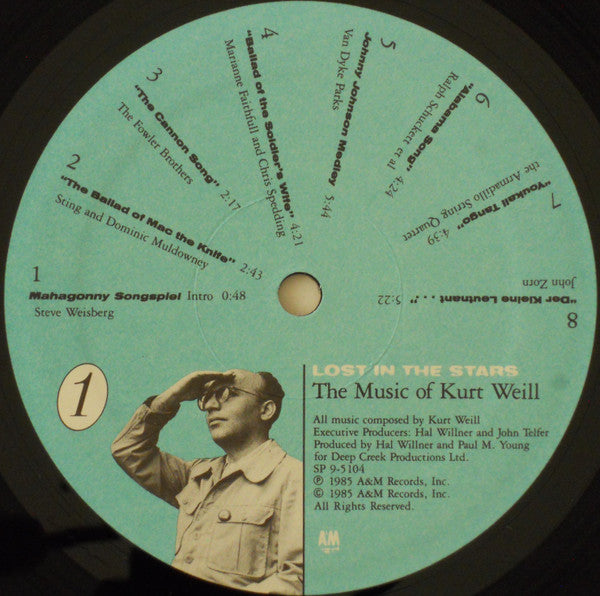 1
Mahagonny Songspiel Intro 0:48
Steve Weisberg
2
"The Ballad of Mac the Knife" 2:43
Sting and Dominic Muldowney
3
"The Cannon Song" 2:17
The Fowler Brothers
4
"Ballad of the Soldier's Wife" 4:21
Marianne Faithfull and Chris Spedding
5
Johnny Johnson Medley 5:44
Van Dyke Parks
6
"Alabama Song" 4:24
Ralph Schuckett et al
7
"Youkali Tango" 4:39
the Armadillo String Quartet
8
"Der Kleine Leutnant . . ." 5:22
John Zorn
1
LOST IN THE STARS
The Music of Kurt Weill
All music composed by Kurt Weill
Executive Producers: Hal Willner and John Telfer
Produced by Hal Willner and Paul M. Young
for Deep Creek Productions Ltd.
SP 9-5104
℗ 1985 A&M Records, Inc.
© 1985 A&M Records, Inc.
All Rights Reserved.
A&M